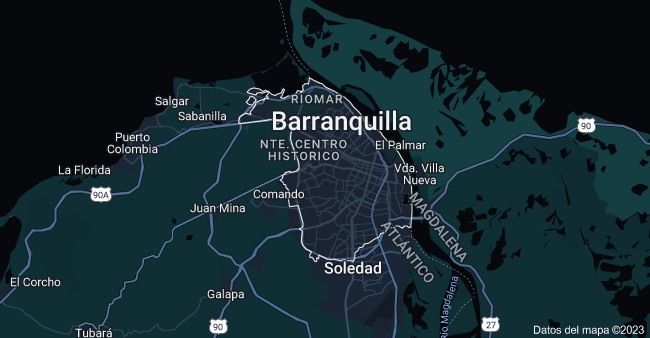 RIOMAR
Salgar
Sabanilla
Barranquilla
90
Puerto
Colombia
NTE. CENTRO
HISTORICO
El Palmar
La Florida
Vda. Villa
Nueva
90A
Comando
Juan Mina
MAGDALENA
ATLÁNTICO
Soledad
El Corcho
Galapa
Río Magdalena
90
27
Tubará
Datos del mapa ©2023